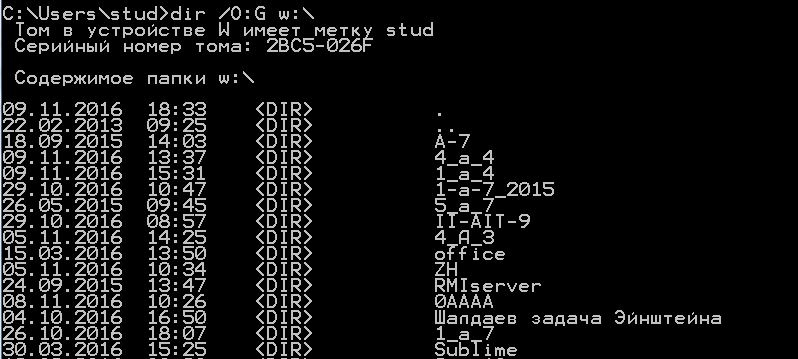 C:\Users\stud>dir /O:G w:\
Том в устройстве W имеет метку stud
Серийный номер тома: 2BC5-026F
Содержимое папки w:\
09.11.2016 18:33 <DIR> .
22.02.2013 09:25 <DIR> ..
18.09.2015 14:03 <DIR> A-7
09.11.2016 13:37 <DIR> 4_a_4
09.11.2016 15:31 <DIR> 1_a_4
29.10.2016 10:47 <DIR> 1-a-7_2015
26.05.2015 09:45 <DIR> 5_a_7
29.10.2016 08:57 <DIR> IT-AIT-9
05.11.2016 14:25 <DIR> 4_A_3
15.03.2016 13:50 <DIR> office
05.11.2016 10:34 <DIR> ZH
24.09.2015 13:47 <DIR> RMIserver
08.11.2016 10:26 <DIR> 0AAAA
04.10.2016 16:50 <DIR> Шалдаев задача Эйнштейна
26.10.2016 18:07 <DIR> 1_a_7
30.03.2016 15:25 <DIR> SubTime